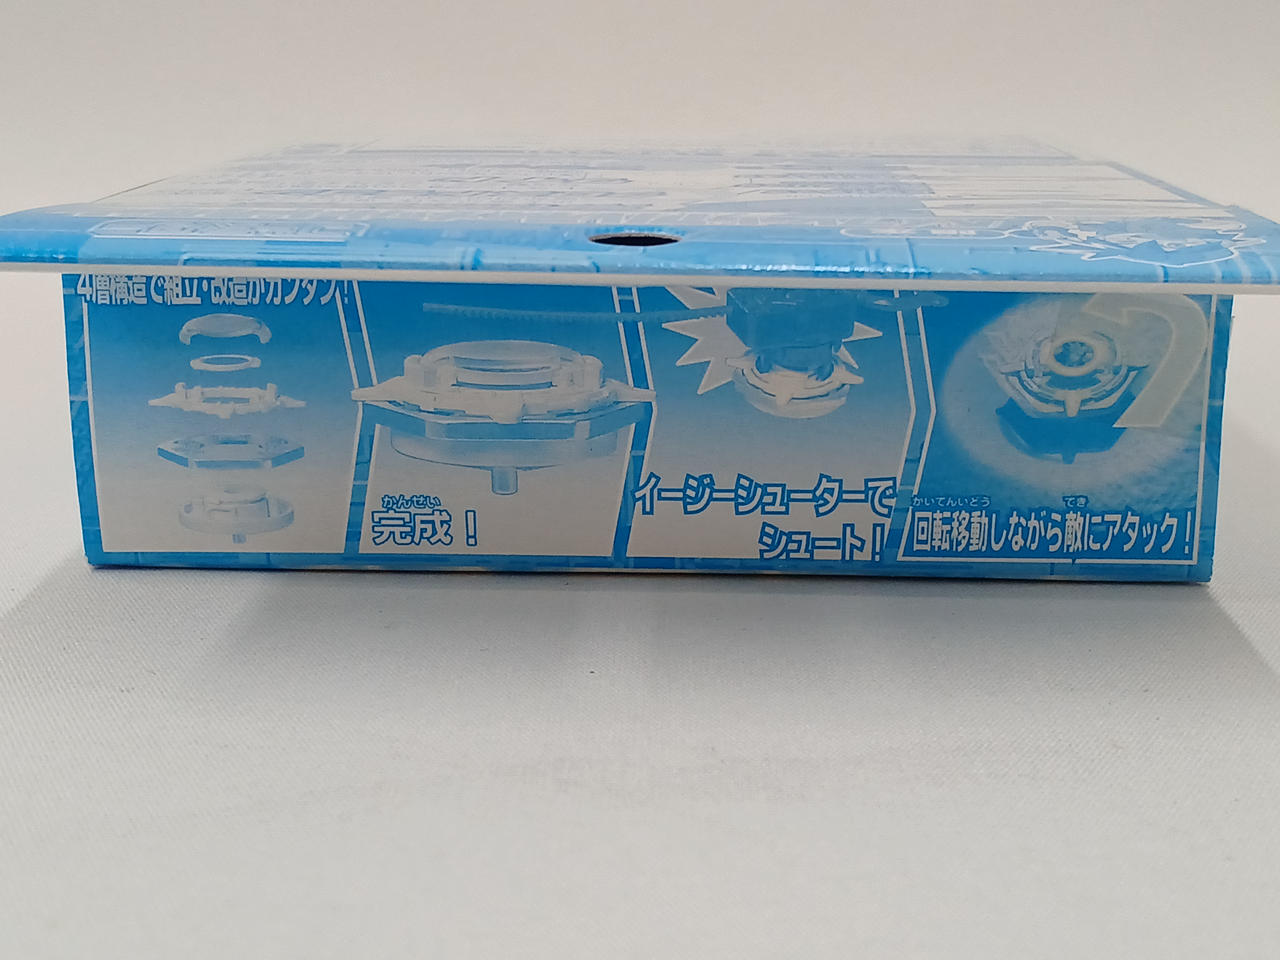 4層構造で組立・改造がカンタン!
かんせい
完成!
イージーシューターで
シュート!
かいてんいどう てき
回転移動しながら敵にアタック!